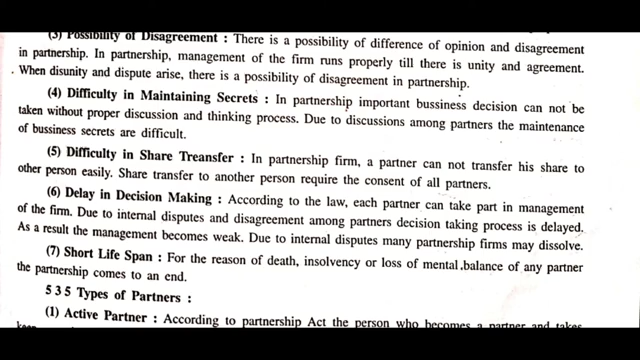 (3) Possibility of Disagreement : There is a possibility of difference of opinion and disagreement
in partnership. In partnership, management of the firm runs properly till there is unity and agreement.
When disunity and dispute arise, there is a possibility of disagreement in partnership.
(4) Difficulty in Maintaining Secrets : In partnership important bussiness decision can not be
taken without proper discussion and thinking process. Due to discussions among partners the maintenance
of bussiness secrets are difficult.
(5) Difficulty in Share Treansfer : In partnership firm, a partner can not transfer his share to
other person easily. Share transfer to another person require the consent of all partners.
(6) Delay in Decision Making : According to the law, each partner can take part in management
of the firm. Due to internal disputes and disagreement among partners decision taking process is delayed.
As a result the management becomes weak. Due to internal disputes many partnership firms may dissolve.
(7) Short Life Span : For the reason of death, insolvery or loss of mental balance of any partner
the partnership comes to an end.
5 3 5 Types of Partners :
(1) Active Partner : According to partnership Act the person who becomes a partner and takes